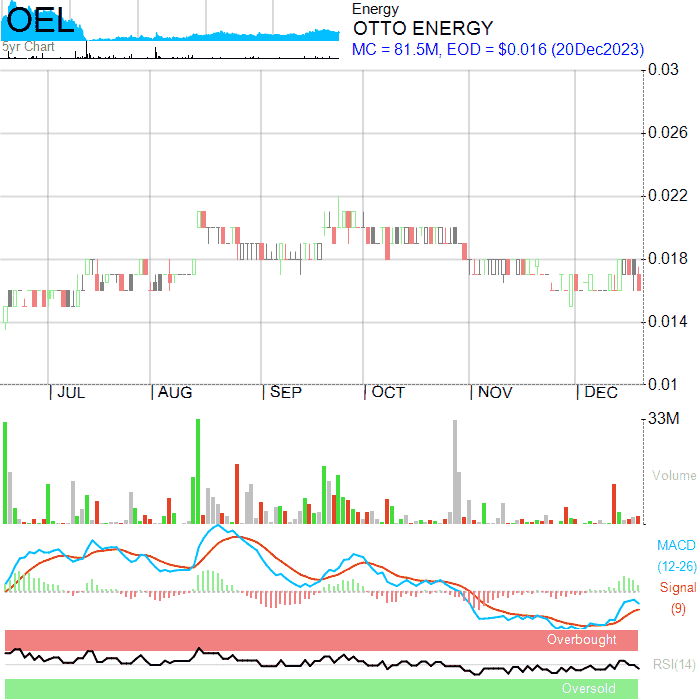 OEL
5yr Chart
Energy
OTTO ENERGY
MC = 81.5M, EOD = $0.016 (20Dec2023)
0.03
0.026
0.022
0.018
0.014
0.01
JUL
AUG
SEP
OCT
NOV
DEC
33M
Volume
MACD
(12-26)
Signal
(9)
Overbought
RSI(14)
Oversold